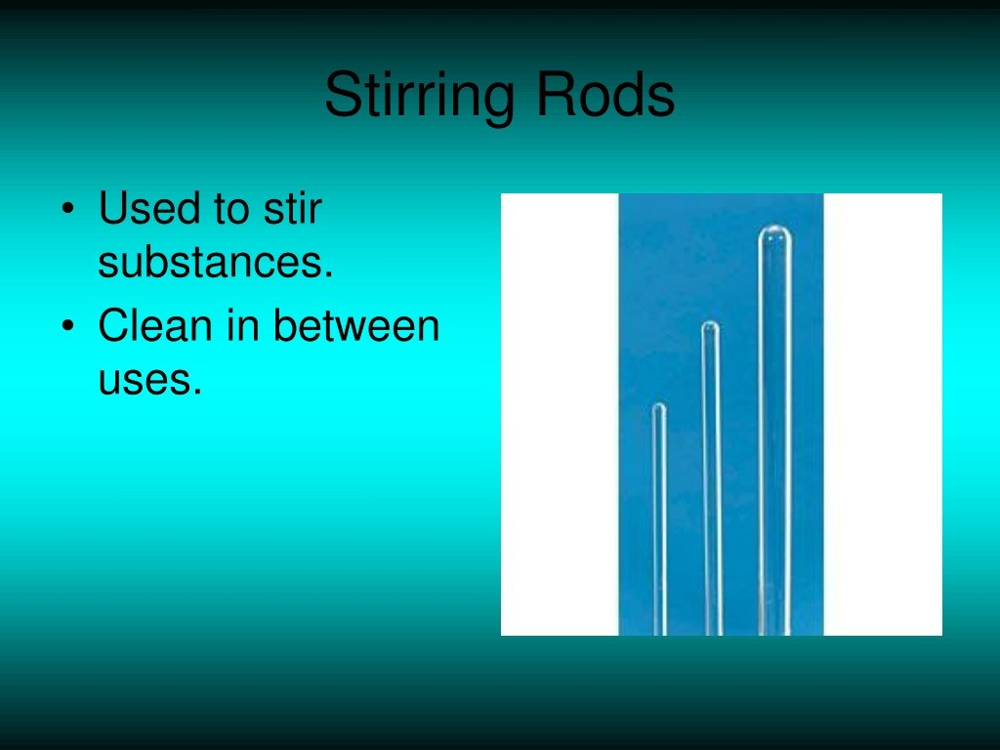 Stirring Rods
• Used to stir
substances.
• Clean in between
uses.